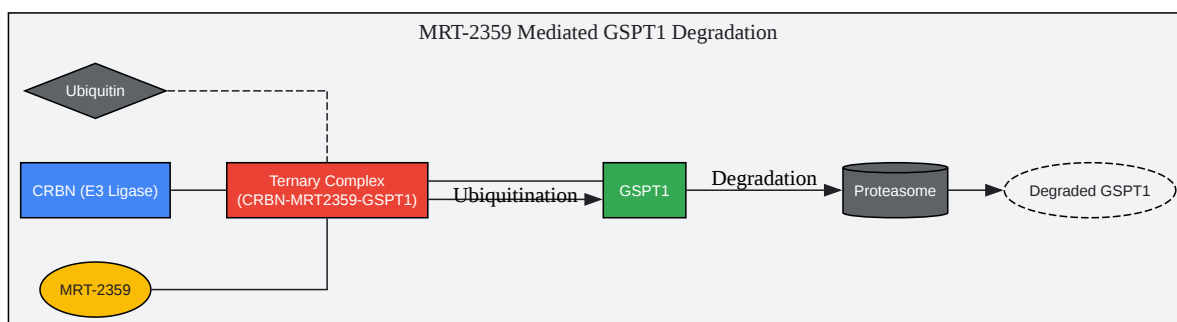 MRT-2359 Mediated GSPT1 Degradation
Ubiquitin
CRBN (E3 Ligase)
Ternary Complex
(CRBN-MRT2359-GSPT1)
Ubiquitination
GSPT1
Degradation
Proteasome
Degraded GSPT1
MRT-2359